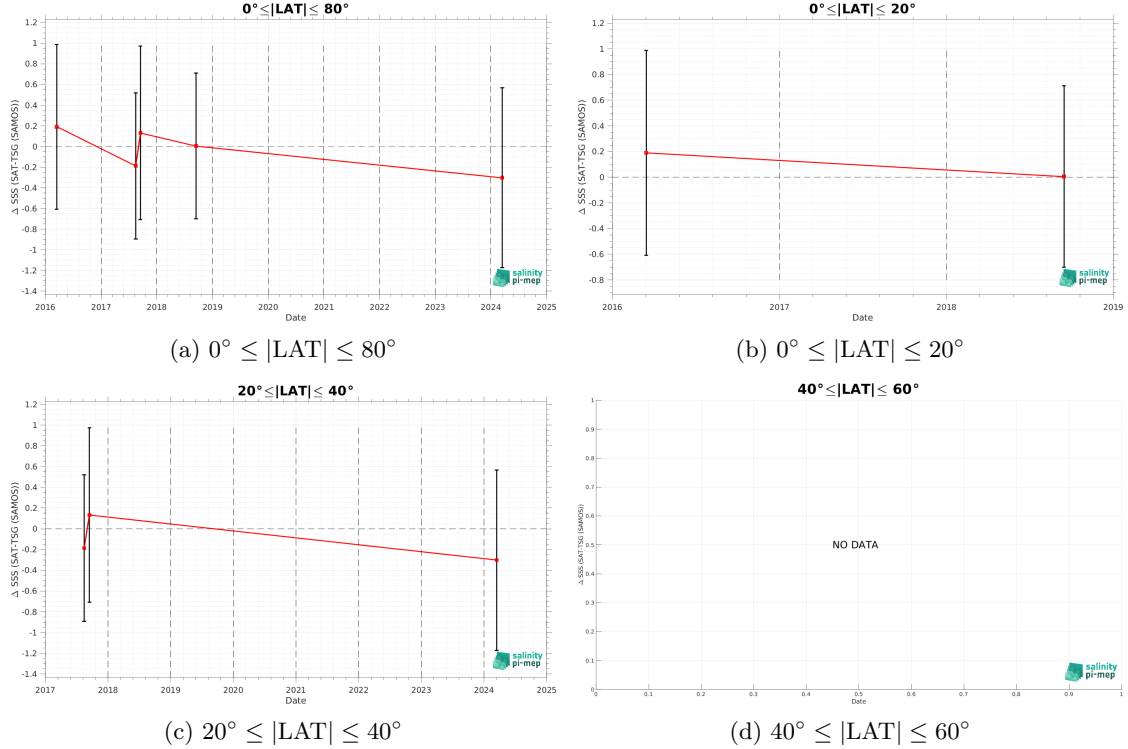 0°≤|LAT|≤ 80°
1.2
1
0.8
0.6
0.4
0.2
0
-0.2
-0.4
-0.6
-0.8
-1
-1.2
-1.4
Δ SSS (SAT-TSG (SAMOS))
2016 2017 2018 2019 2020 2021 2022 2023 2024 2025
Date
salinity
pi-mep
(a) 0° ≤ |LAT| ≤ 80°
0°≤|LAT|≤ 20°
1.2
1
0.8
0.6
0.4
0.2
0
-0.2
-0.4
-0.6
-0.8
Δ SSS (SAT-TSG (SAMOS))
2016 2017 2018 2019
Date
salinity
pi-mep
(b) 0° ≤ |LAT| ≤ 20°
20°≤|LAT|≤ 40°
1.2
1
0.8
0.6
0.4
0.2
0
-0.2
-0.4
-0.6
-0.8
-1
-1.2
-1.4
Δ SSS (SAT-TSG (SAMOS))
2017 2018 2019 2020 2021 2022 2023 2024 2025
Date
salinity
pi-mep
(c) 20° ≤ |LAT| ≤ 40°
40°≤|LAT|≤ 60°
1
0.9
0.8
0.7
0.6
0.5
0.4
0.3
0.2
0.1
0
Δ SSS (SAT-TSG (SAMOS))
NO DATA
0 0.1 0.2 0.3 0.4 0.5 0.6 0.7 0.8 0.9 1
Date
salinity
pi-mep
(d) 40° ≤ |LAT| ≤ 60°